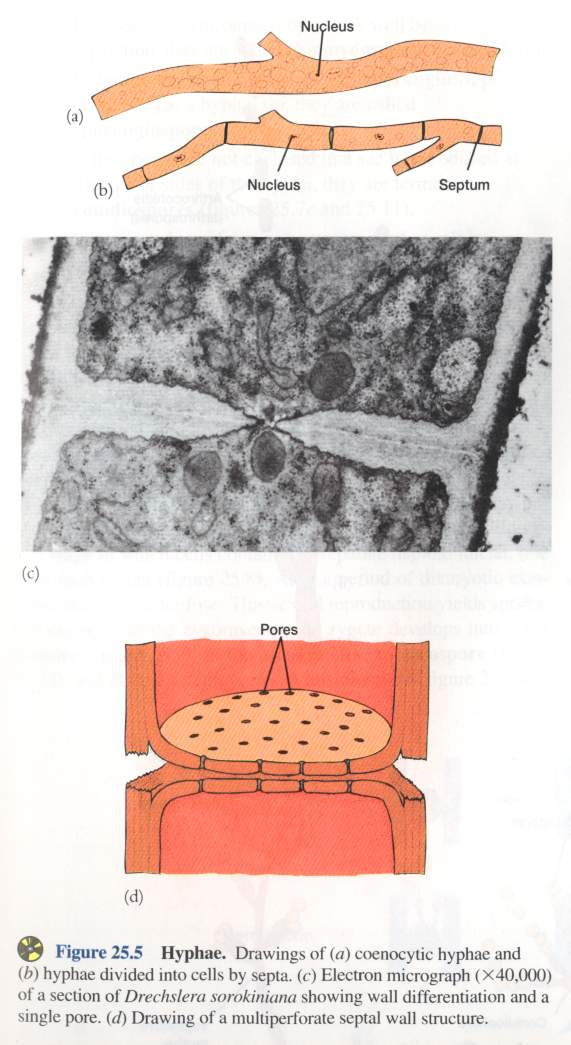 Nucleus
(a)
(b)
Nucleus
Septum
(c)
Pores
(d)
Figure 25.5 Hyphae. Drawings of (a) coenocytic hyphae and
(b) hyphae divided into cells by septa. (c) Electron micrograph (×40,000)
of a section of Drechslera sorokiniana showing wall differentiation and a
single pore. (d) Drawing of a multiperforate septal wall structure.